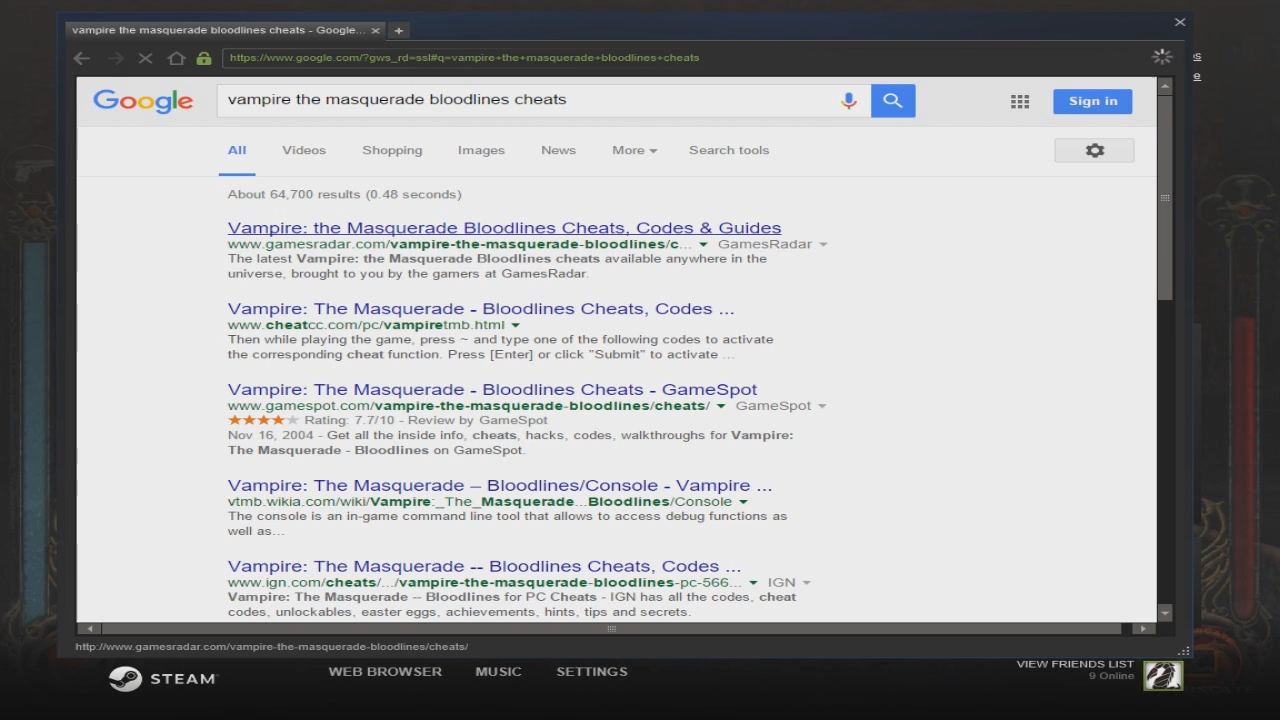 vampire the masquerade bloodlines cheats - Google...
https://www.google.com/?gws_rd=ssl#q=vampire+the+masquerade+bloodlines+cheats
Google
vampire the masquerade bloodlines cheats
Sign in
All Videos Shopping Images News More Search tools
About 64,700 results (0.48 seconds)
Vampire: the Masquerade Bloodlines Cheats, Codes & Guides
www.gamesradar.com/vampire-the-masquerade-bloodlines/c... GamesRadar
The latest Vampire: the Masquerade Bloodlines cheats available anywhere in the
universe, brought to you by the gamers at GamesRadar.
Vampire: The Masquerade - Bloodlines Cheats, Codes ...
www.cheatcc.com/pc/vampiretmb.html
Then while playing the game, press ~ and type one of the following codes to activate
the corresponding cheat function. Press [Enter] or click "Submit" to activate ...
Vampire: The Masquerade - Bloodlines Cheats - GameSpot
www.gamespot.com/vampire-the-masquerade-bloodlines/cheats/ GameSpot
Rating: 7.7/10 - Review by GameSpot
Nov 16, 2004 - Get all the inside info, cheats, hacks, codes, walkthroughs for Vampire:
The Masquerade - Bloodlines on GameSpot.
Vampire: The Masquerade – Bloodlines/Console - Vampire ...
vtmb.wikia.com/wiki/Vampire:_The_Masquerade...Bloodlines/Console
The console is an in-game command line tool that allows to access debug functions as
well as...
Vampire: The Masquerade -- Bloodlines Cheats, Codes ...
www.ign.com/cheats/.../vampire-the-masquerade-bloodlines-pc-566... IGN
Vampire: The Masquerade -- Bloodlines for PC Cheats - IGN has all the codes, cheat
codes, unlockables, easter eggs, achievements, hints, tips and secrets.
http://www.gamesradar.com/vampire-the-masquerade-bloodlines/cheats/
STEAM
WEB BROWSER MUSIC SETTINGS
VIEW FRIENDS LIST
9 Online